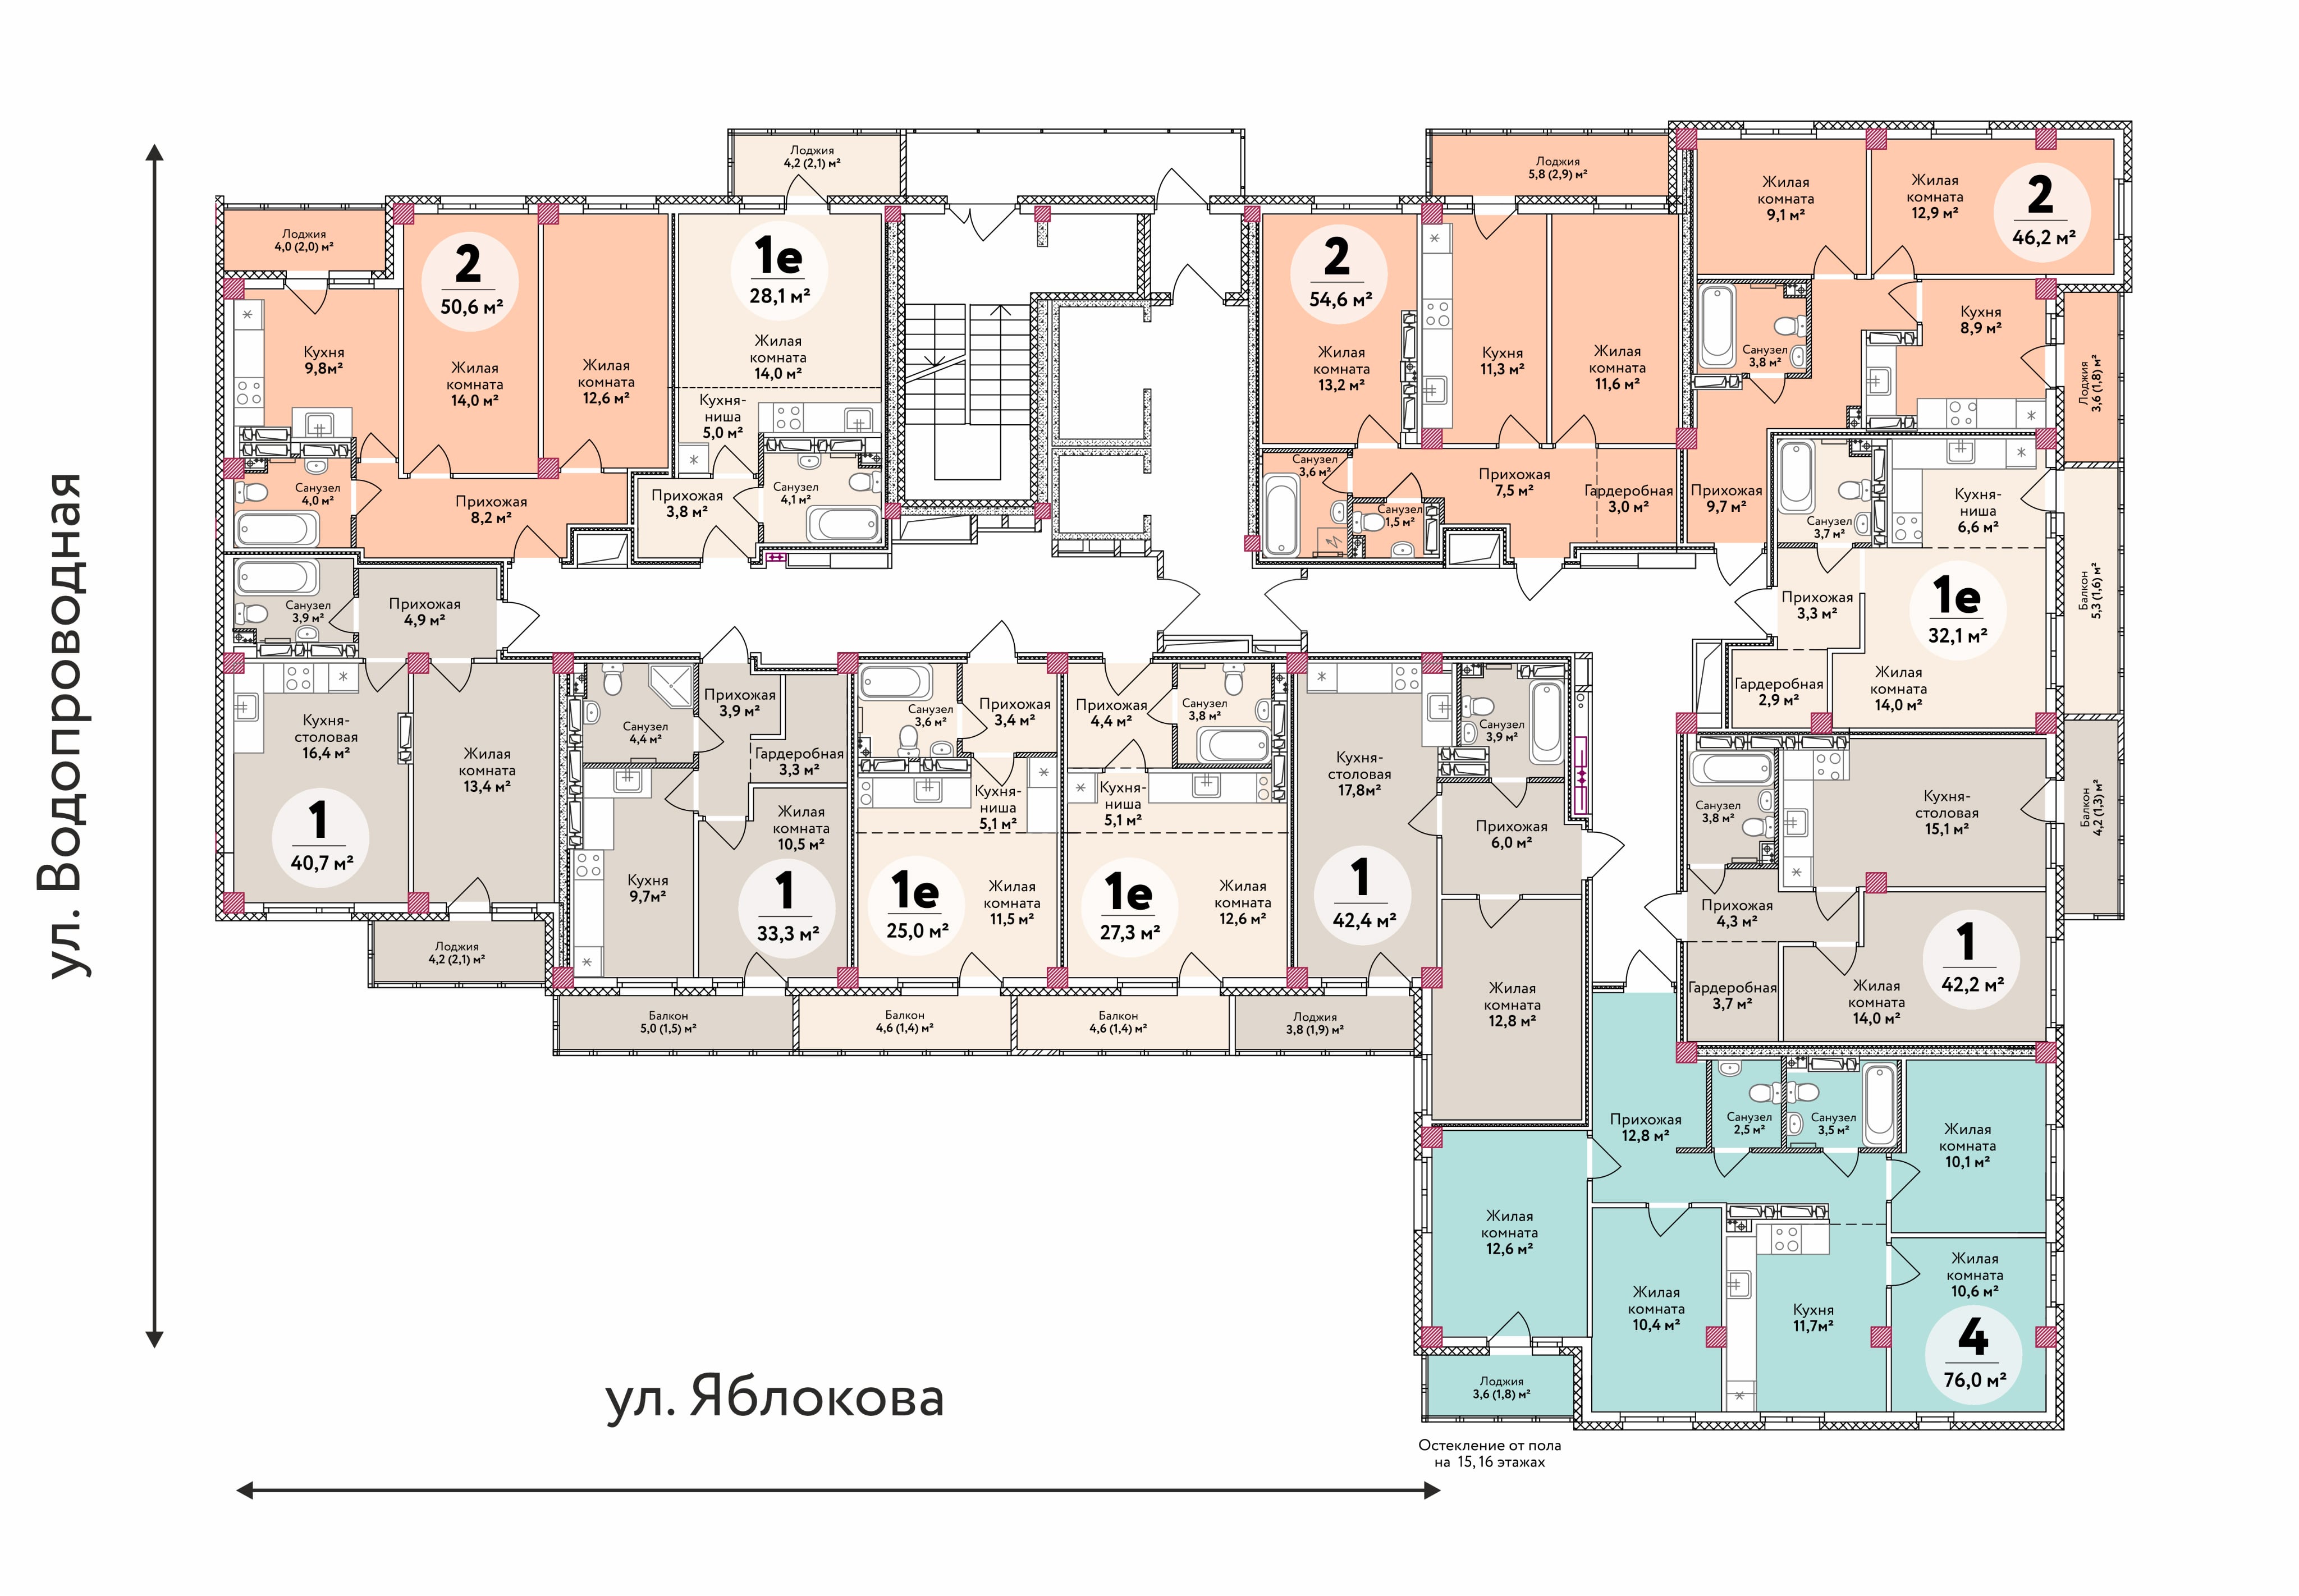 ул. Водопроводная
Лоджия
4,0 (2,0) м²
Кухня
9,8м²
2
50,6 м²
Жилая
комната
14,0 м²
Жилая
комната
12,6 м²
Санузел
4,0 м²
Прихожая
8,2 м²
Лоджия
4,2 (2,1) м²
1е
28,1 м²
Жилая
комната
14,0 м²
Кухня-
ниша
5,0 м²
Прихожая
3,8 м²
Санузел
4,1 м²
Лоджия
5,8 (2,9) м²
2
54,6 м²
Жилая
комната
13,2 м²
Кухня
11,3 м²
Жилая
комната
11,6 м²
Санузел
3,6 м²
Санузел
1,5 м²
Прихожая
7,5 м²
Гардеробная
3,0 м²
Жилая
комната
9,1 м²
Жилая
комната
12,9 м²
2
46,2 м²
Санузел
3,8 м²
Кухня
8,9 м²
Прихожая
9,7 м²
Лоджия
3,6 (1,8) м²
Санузел
3,7 м²
Кухня-
ниша
6,6 м²
Прихожая
3,3 м²
1е
32,1 м²
Гардеробная
2,9 м²
Жилая
комната
14,0 м²
Балкон
5,3 (1,6) м²
Санузел
3,9 м²
Прихожая
4,9 м²
Кухня-
столовая
16,4 м²
Жилая
комната
13,4 м²
1
40,7 м²
Лоджия
4,2 (2,1) м²
Санузел
4,4 м²
Прихожая
3,9 м²
Гардеробная
3,3 м²
Кухня
9,7м²
Жилая
комната
10,5 м²
1
33,3 м²
Балкон
5,0 (1,5) м²
Санузел
3,6 м²
Прихожая
3,4 м²
Кухня-
ниша
5,1 м²
1е
25,0 м²
Жилая
комната
11,5 м²
Балкон
4,6 (1,4) м²
Прихожая
4,4 м²
Санузел
3,8 м²
Кухня-
ниша
5,1 м²
1е
27,3 м²
Жилая
комната
12,6 м²
Балкон
4,6 (1,4) м²
Кухня-
столовая
17,8м²
Санузел
3,9 м²
Прихожая
6,0 м²
1
42,4 м²
Жилая
комната
12,8 м²
Лоджия
3,8 (1,9) м²
Санузел
3,8 м²
Кухня-
столовая
15,1 м²
Балкон
4,2 (1,3) м²
Прихожая
4,3 м²
Гардеробная
3,7 м²
1
42,2 м²
Жилая
комната
14,0 м²
Прихожая
12,8 м²
Санузел
2,5 м²
Санузел
3,5 м²
Жилая
комната
10,1 м²
Жилая
комната
12,6 м²
Жилая
комната
10,4 м²
Кухня
11,7м²
Жилая
комната
10,6 м²
4
76,0 м²
Лоджия
3,6 (1,8) м²
Остекление от пола
на 15, 16 этажах
ул. Яблокова